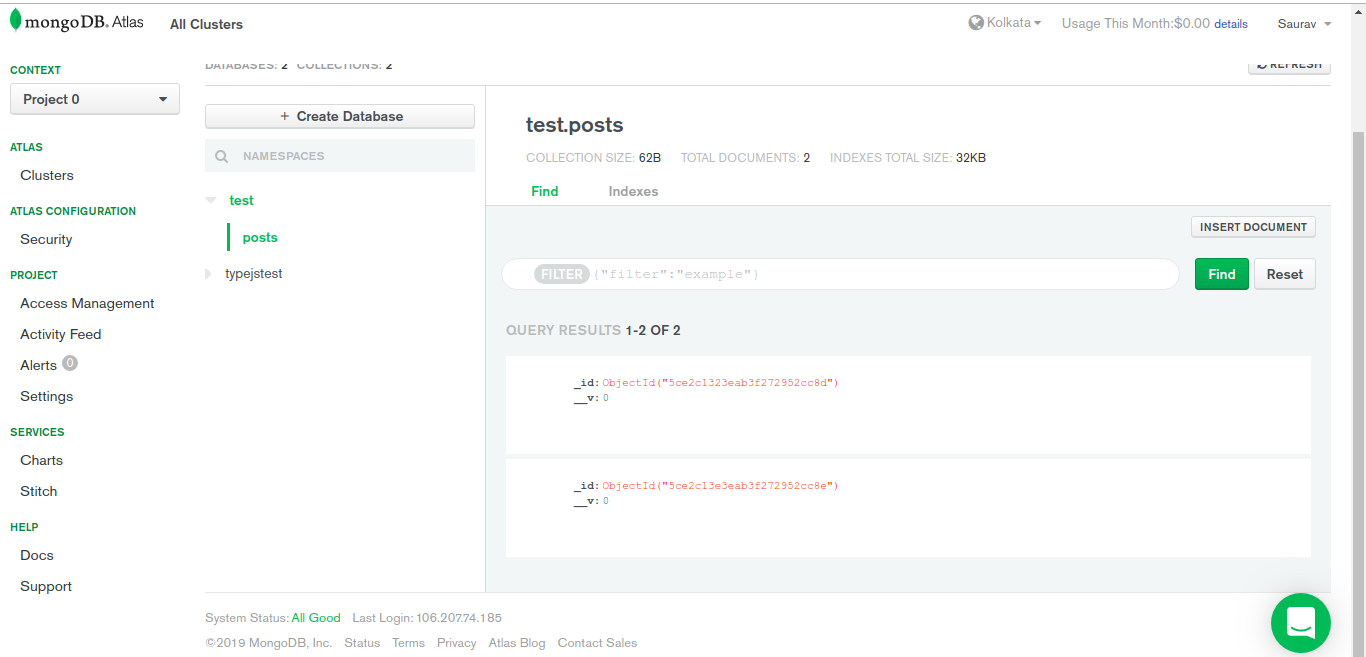 mongoDB. Atlas All Clusters Kolkata Usage This Month:$0.00 details Saurav
CONTEXT
Project 0
ATLAS
Clusters
ATLAS CONFIGURATION
Security
PROJECT
Access Management
Activity Feed
Alerts 0
Settings
SERVICES
Charts
Stitch
HELP
Docs
Support
DATABASES: 2 COLLECTIONS: 2
REFRESH
+ Create Database
NAMESPACES
test
posts
typejstest
test.posts
COLLECTION SIZE: 62B TOTAL DOCUMENTS: 2 INDEXES TOTAL SIZE: 32KB
Find Indexes
INSERT DOCUMENT
FILTER {"filter":"example"}
Find Reset
QUERY RESULTS 1-2 OF 2
_id: ObjectId("5ce2c1323eab3f272952cc8d")
__v: 0
_id: ObjectId("5ce2c13e3eab3f272952cc8e")
__v: 0
System Status: All Good Last Login: 106.207.74.185
©2019 MongoDB, Inc. Status Terms Privacy Atlas Blog Contact Sales